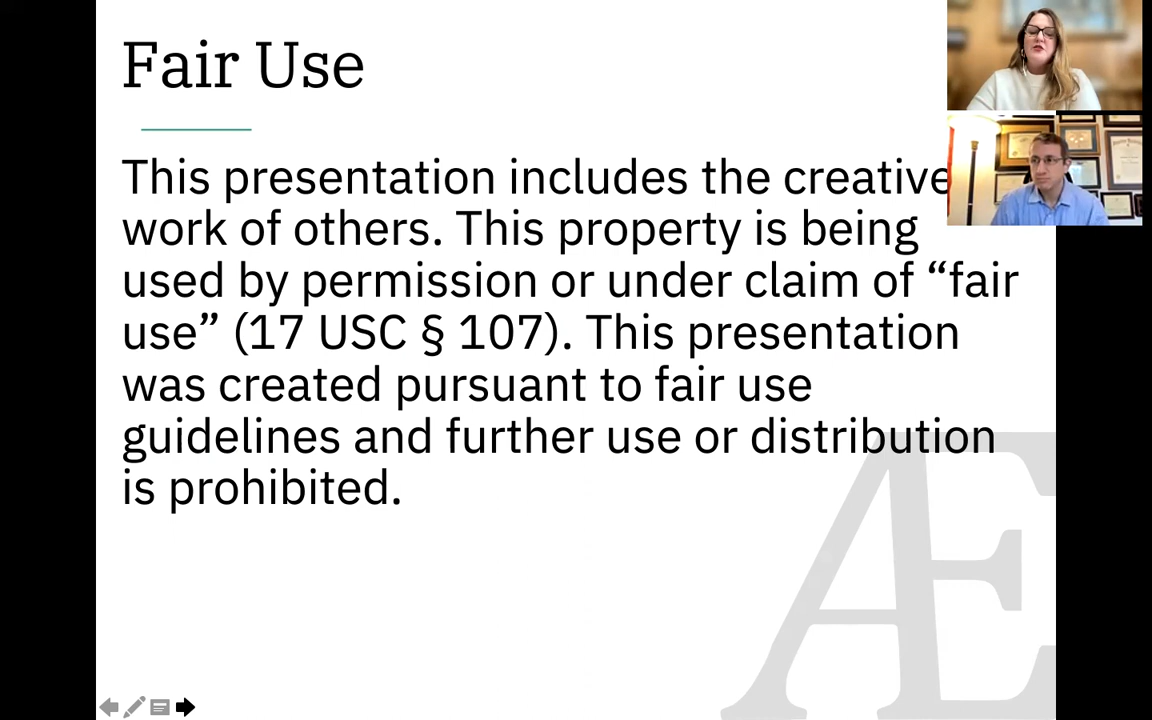 Fair Use
This presentation includes the creative
work of others. This property is being
used by permission or under claim of “fair
use” (17 USC § 107). This presentation
was created pursuant to fair use
guidelines and further use or distribution
is prohibited.
Æ